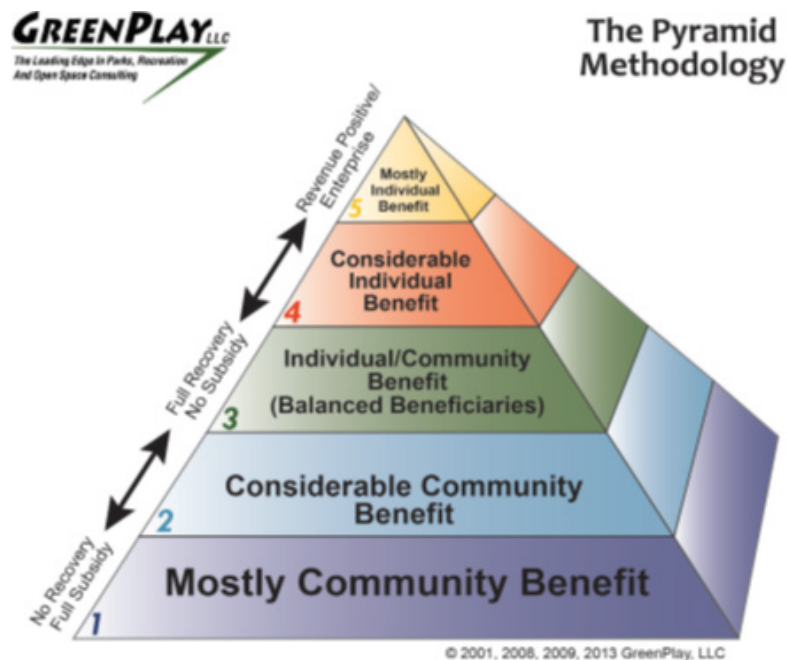 GREENPLAY LLC
The Leading Edge In Parks, Recreation
And Open Space Consulting
The Pyramid
Methodology
Revenue Positive/
Enterprise
5
Mostly
Individual
Benefit
4
Considerable
Individual
Benefit
Full Recovery
No Subsidy
3
Individual/Community
Benefit
(Balanced Beneficiaries)
2
Considerable Community
Benefit
No Recovery
Full Subsidy
1
Mostly Community Benefit
© 2001, 2008, 2009, 2013 GreenPlay, LLC